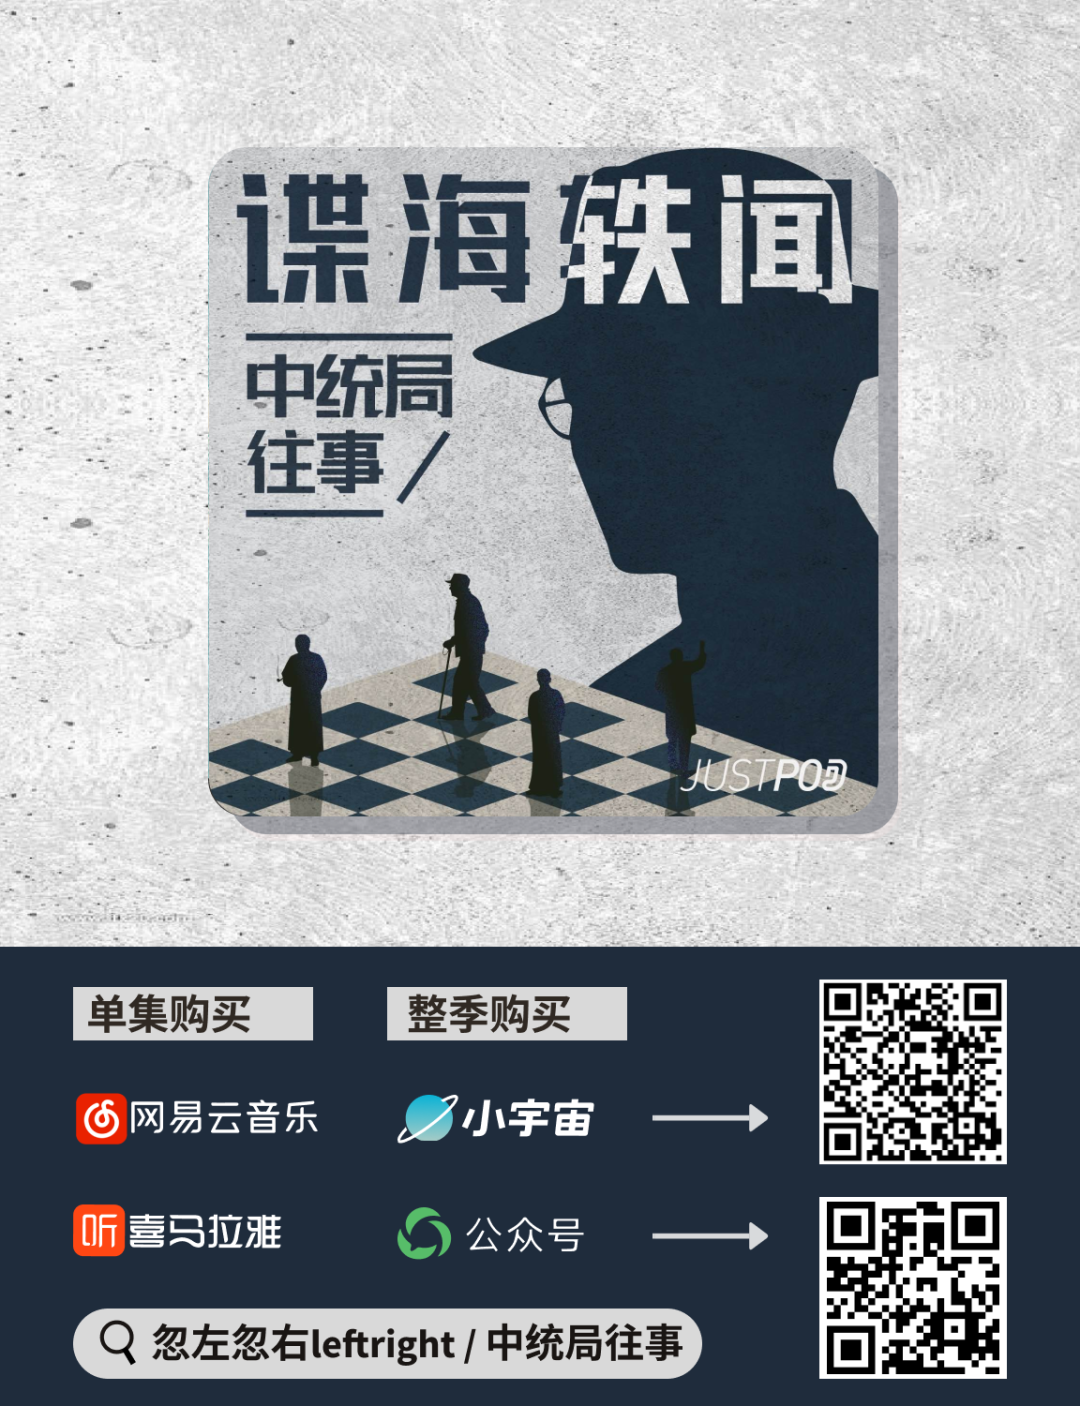 谍海轶闻
中统局
往事
JUSTPOD
单集购买
整季购买
网易云音乐
小宇宙
听
喜马拉雅
公众号
忽左忽右leftright / 中统局往事